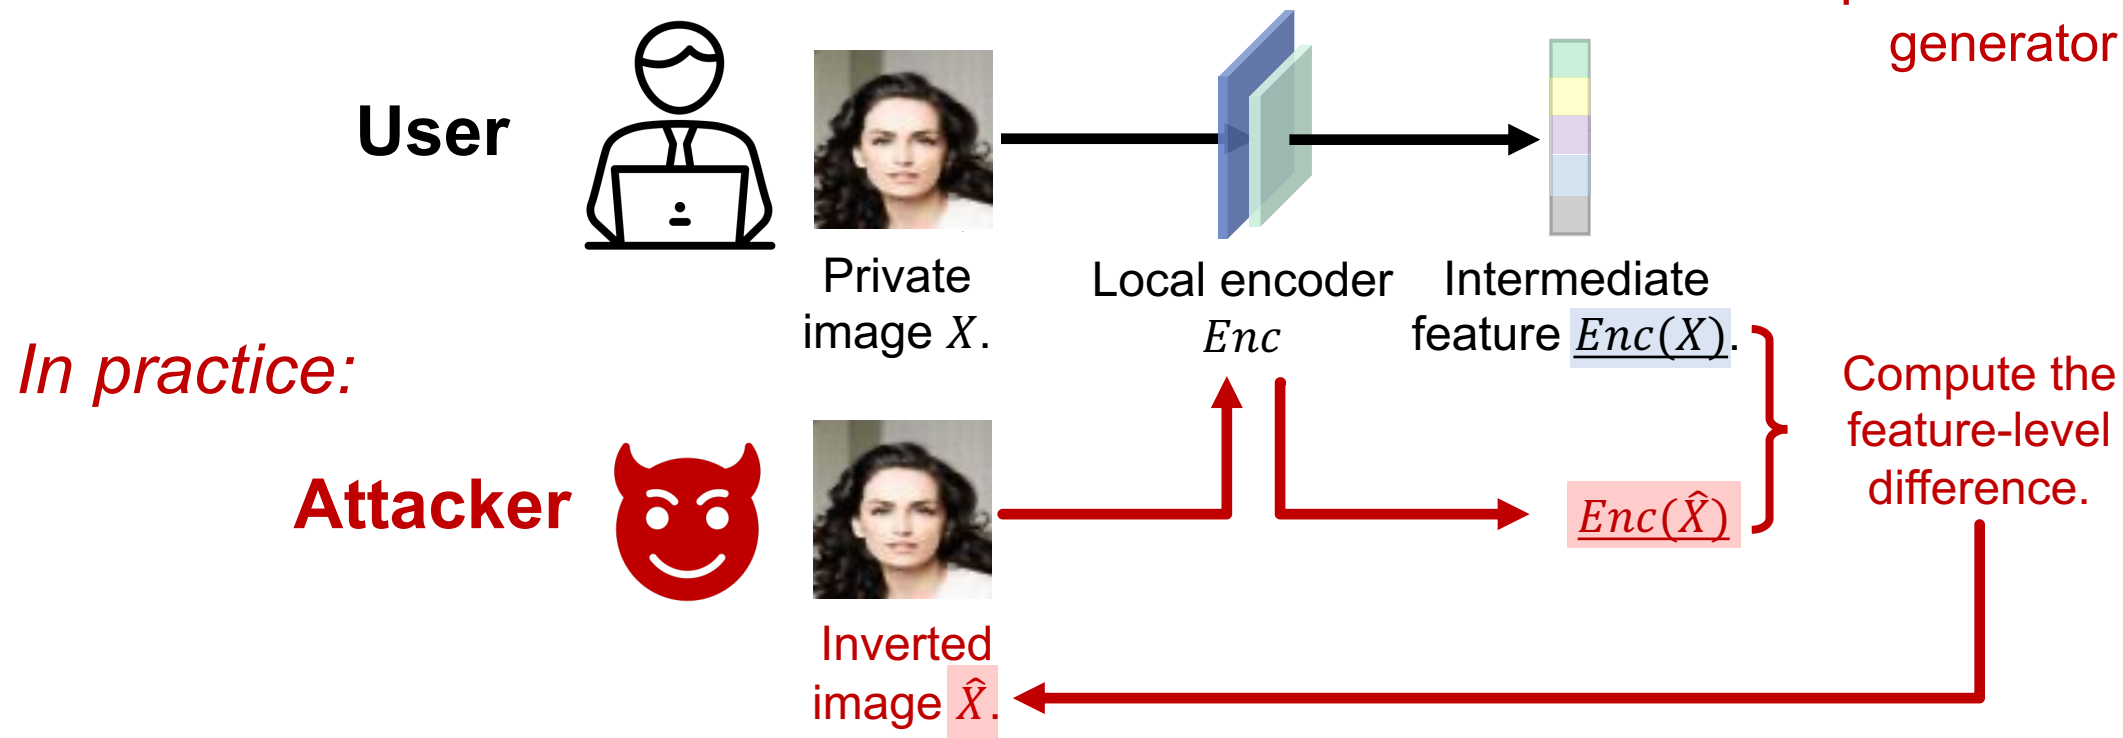 generator
User
Private
image X.
Local encoder
Enc
Intermediate
feature Enc(X).
In practice:
Attacker
Inverted
image X̂.
Enc(X̂)
Compute the
feature-level
difference.